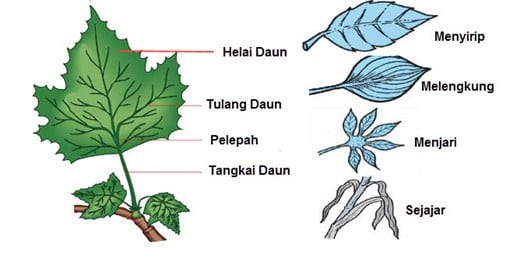 Helai Daun
Tulang Daun
Pelepah
Tangkai Daun
Menyirip
Melengkung
Menjari
Sejajar